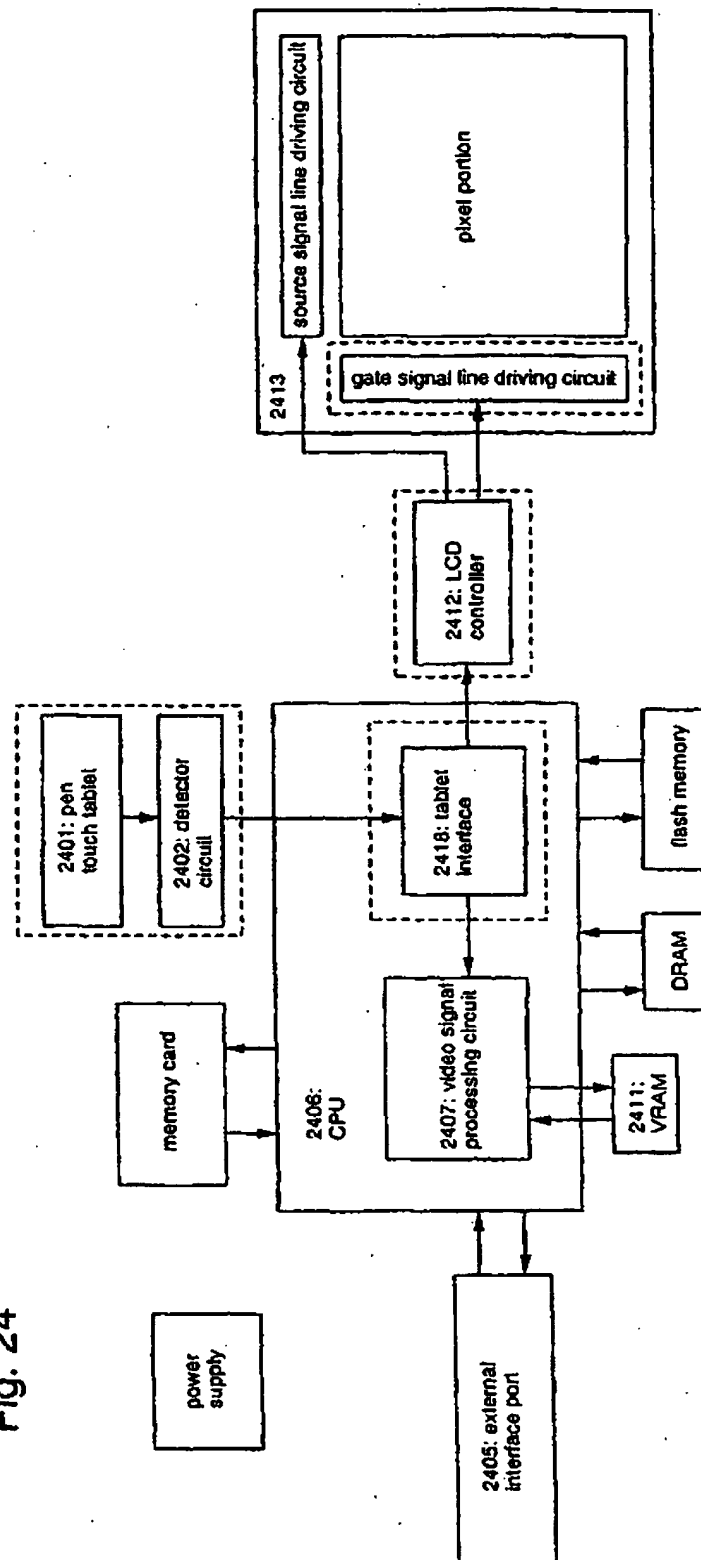 Fig. 24
power
supply
memory card
2401: pen
touch tablet
2402: detector
circuit
2405: external
interface port
2406:
CPU
2407: video signal
processing circuit
2418: tablet
interface
2411:
VRAM
DRAM
flash memory
2412: LCD
controller
2413
source signal line driving circuit
gate signal line driving circuit
pixel portion